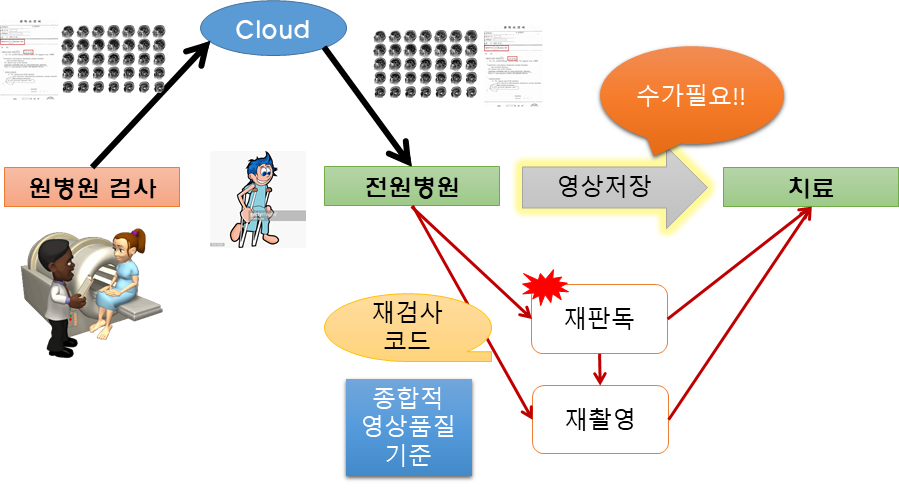 Cloud
수가필요!!
원병원 검사
전원병원
영상저장
치료
재검사
코드
재판독
종합적
영상품질
기준
재촬영